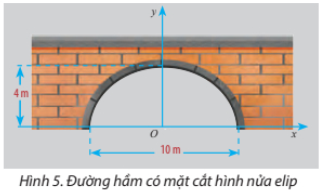 y
4 m
O
x
10 m
Hình 5. Đường hầm có mặt cắt hình nửa elip